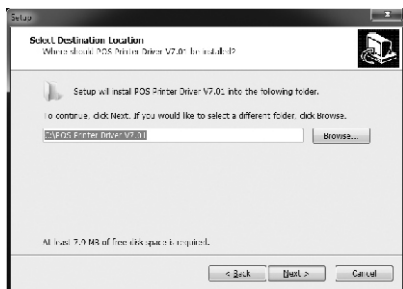 Setup
Select Destination Location
Where should POS Printer Driver V7.01 be installed?
Setup will install POS Printer Driver V7.01 into the following folder.
To continue, click Next. If you would like to select a different folder, click Browse.
C:\POS Printer Driver V7.01
Browse...
At least 7.9 MB of free disk space is required.
< Back
Next >
Cancel